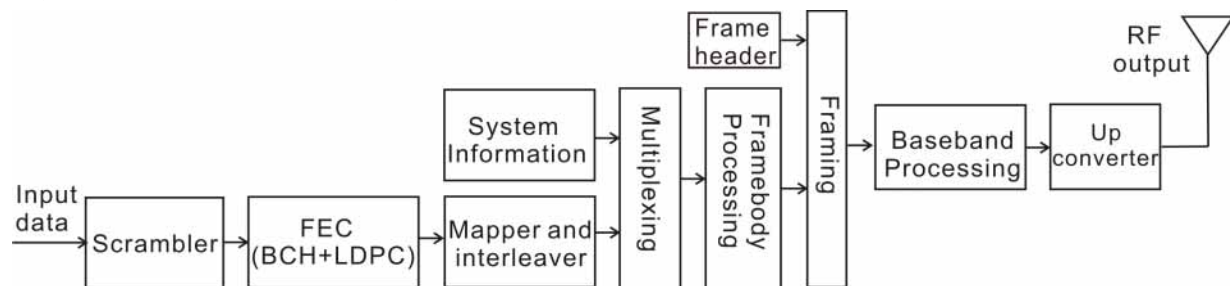 Input
data
Scrambler
FEC
(BCH+LDPC)
System
Information
Mapper and
interleaver
Multiplexing
Framebody
Processing
Frame
header
Framing
Baseband
Processing
Up
converter
RF
output